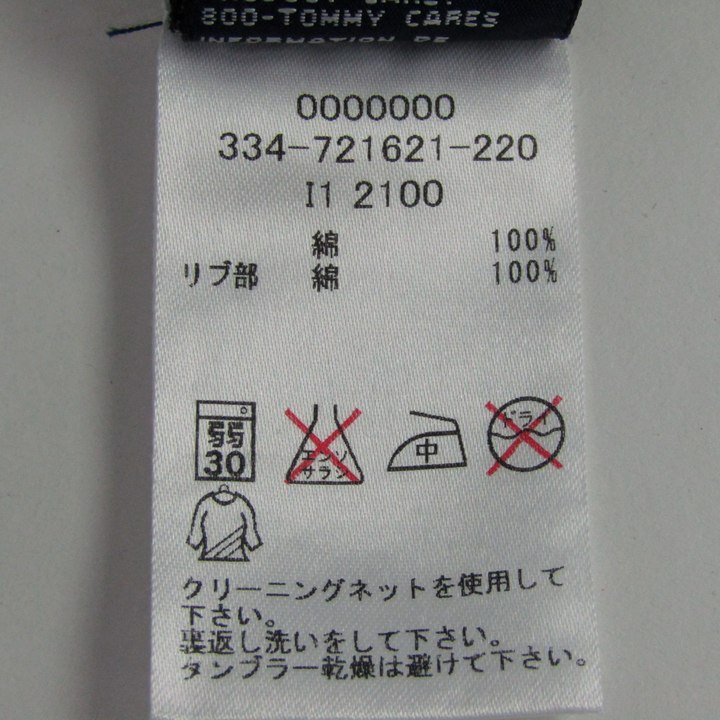 800-TOMMY CARES
0000000
334-721621-220
I1 2100
綿 100%
リブ部 綿 100%
弱
30
エンソ
サラシ
中
ドライ
クリーニングネットを使用して
下さい。
裏返し洗いをして下さい。
タンブラー乾燥は避けて下さい。